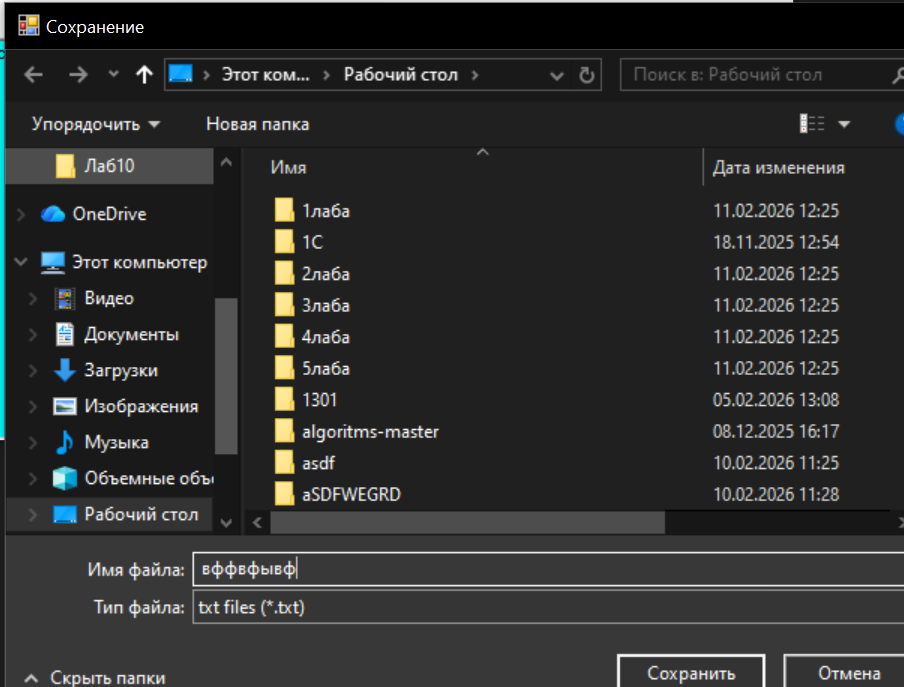 Сохранение
Этот ком... Рабочий стол Поиск в: Рабочий стол
Упорядочить Новая папка
Лаб10
OneDrive
Этот компьютер
Видео
Документы
Загрузки
Изображения
Музыка
Объемные объ
Рабочий стол
Имя Дата изменения
1лаба 11.02.2026 12:25
1С 18.11.2025 12:54
2лаба 11.02.2026 12:25
3лаба 11.02.2026 12:25
4лаба 11.02.2026 12:25
5лаба 11.02.2026 12:25
1301 05.02.2026 13:08
algoritms-master 08.12.2025 16:17
asdf 10.02.2026 11:25
aSDFWEGRD 10.02.2026 11:28
Имя файла: вффвфывф
Тип файла: txt files (*.txt)
Скрыть папки Сохранить Отмена